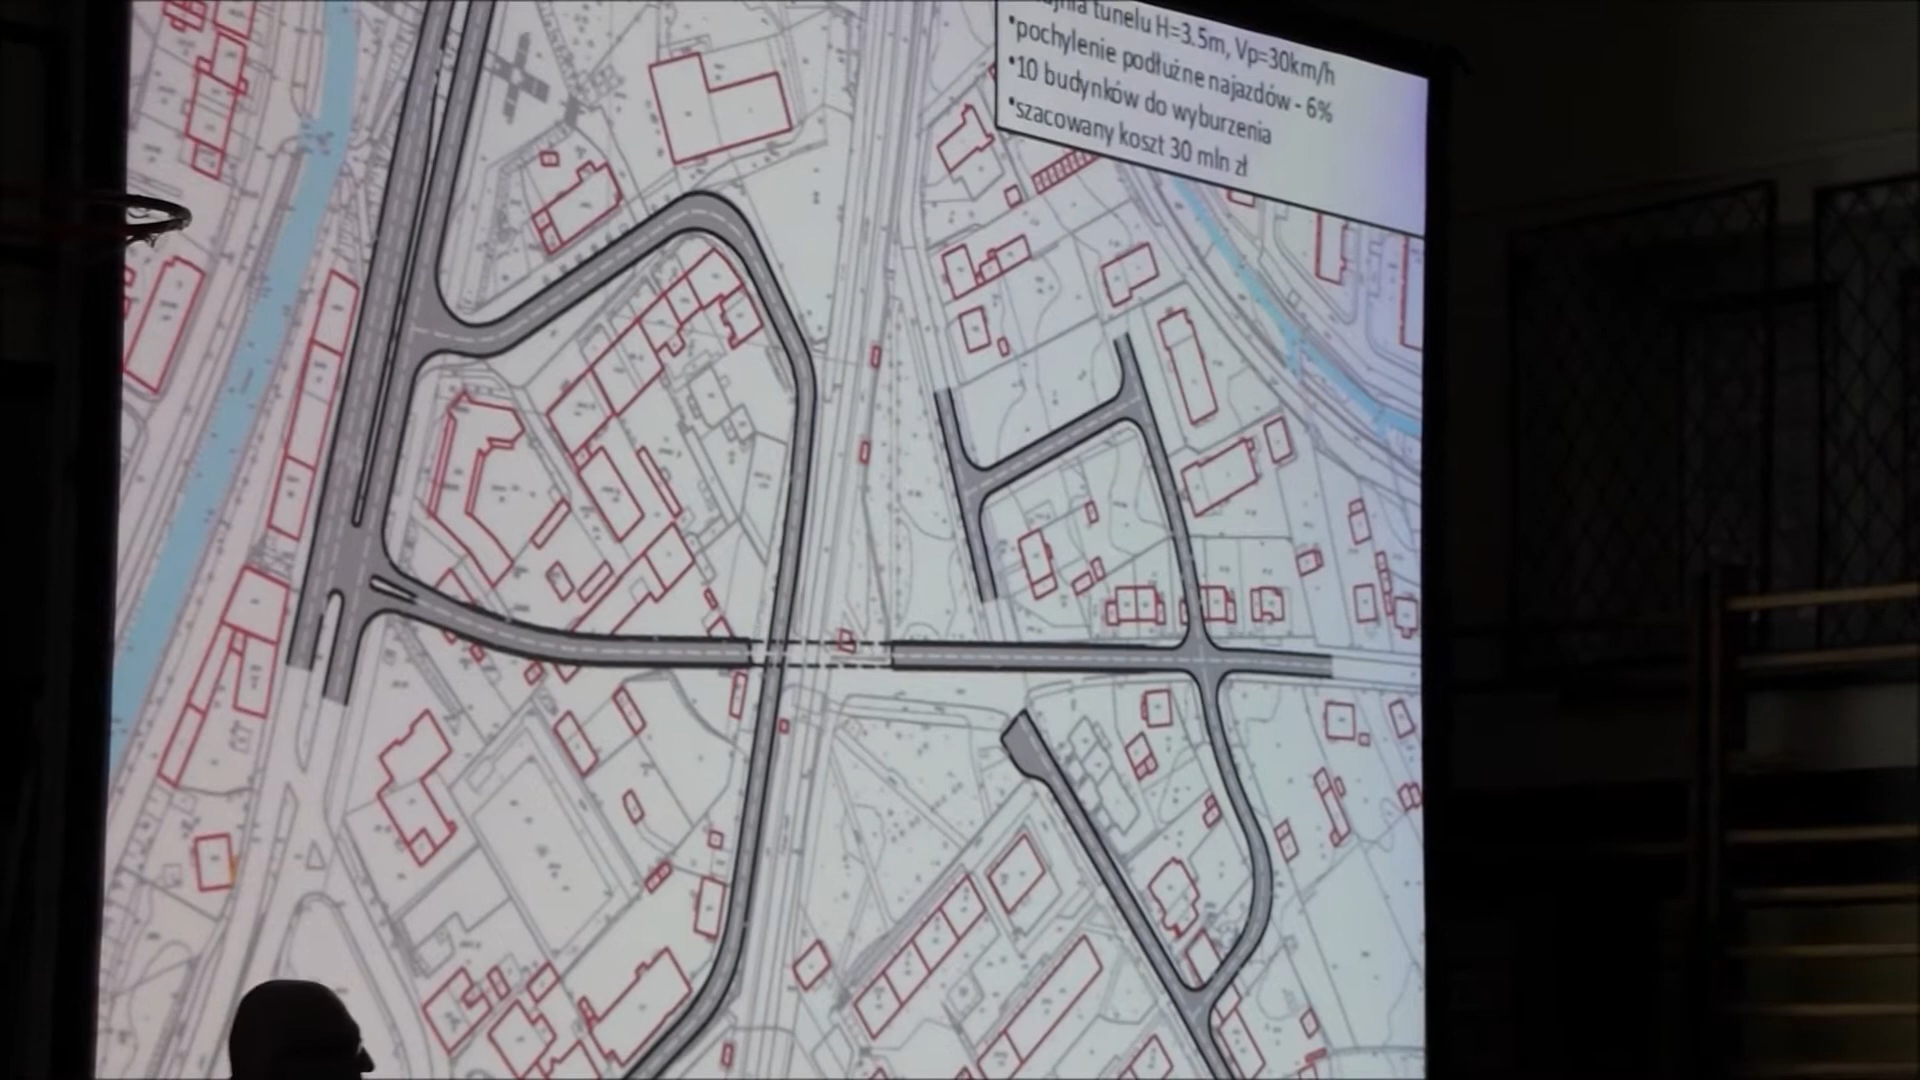 tunelu H=3.5m, Vp=30km/h
•pochylenie podłużne najazdów - 6%
•10 budynków do wyburzenia
•szacowany koszt 30 mln zł